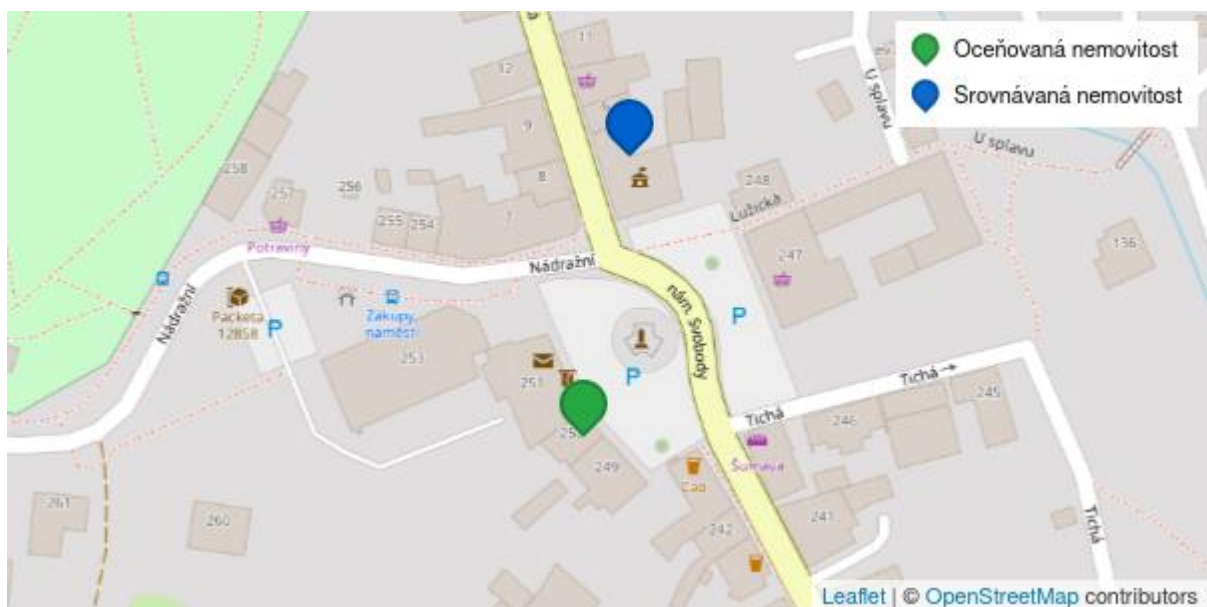 Oceňovaná nemovitost
Srovnávaná nemovitost
11
12
9
8
7
258
257
256
255
254
Potraviny
Nádražní
Nádražní
Packeta
12858
P
Zákupy,
náměstí
253
251
249
P
P
nám. Svobody
Lužická
248
247
U splavu
U splavu
136
Tichá →
Tichá
Tichá
246
245
Šumava
242
241
261
260
Leaflet | © OpenStreetMap contributors